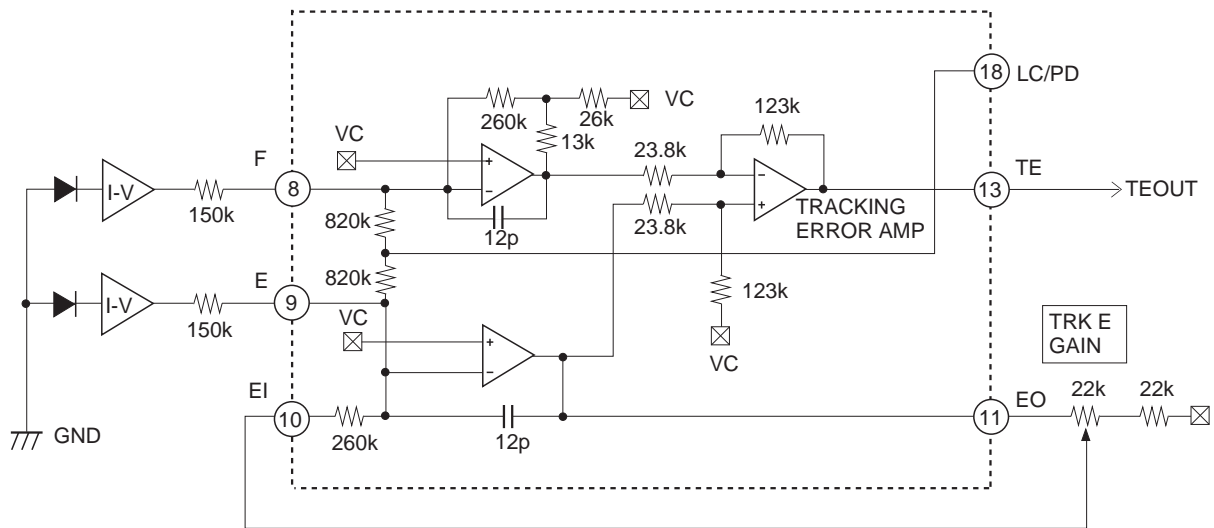 18
LC/PD
VC
260k
26k
13k
VC
123k
F
23.8k
TE
I-V
8
13
TEOUT
150k
TRACKING
ERROR AMP
820k
12p
23.8k
E
820k
123k
I-V
9
150k
VC
VC
TRK E
GAIN
EI
EO
22k
22k
10
11
GND
260k
12p